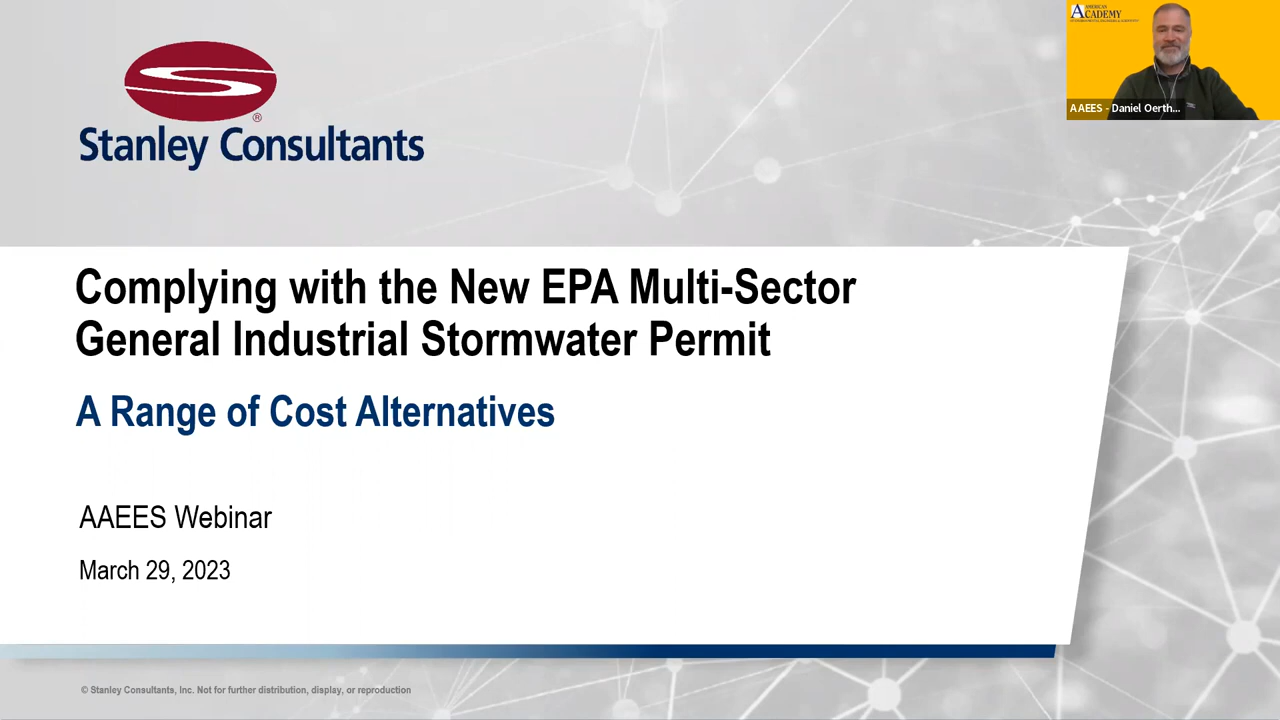 Stanley Consultants
AMERICAN
ACADEMY
AAEES - Daniel Oerth...
Complying with the New EPA Multi-Sector
General Industrial Stormwater Permit
A Range of Cost Alternatives
AAEES Webinar
March 29, 2023
© Stanley Consultants, Inc. Not for further distribution, display, or reproduction